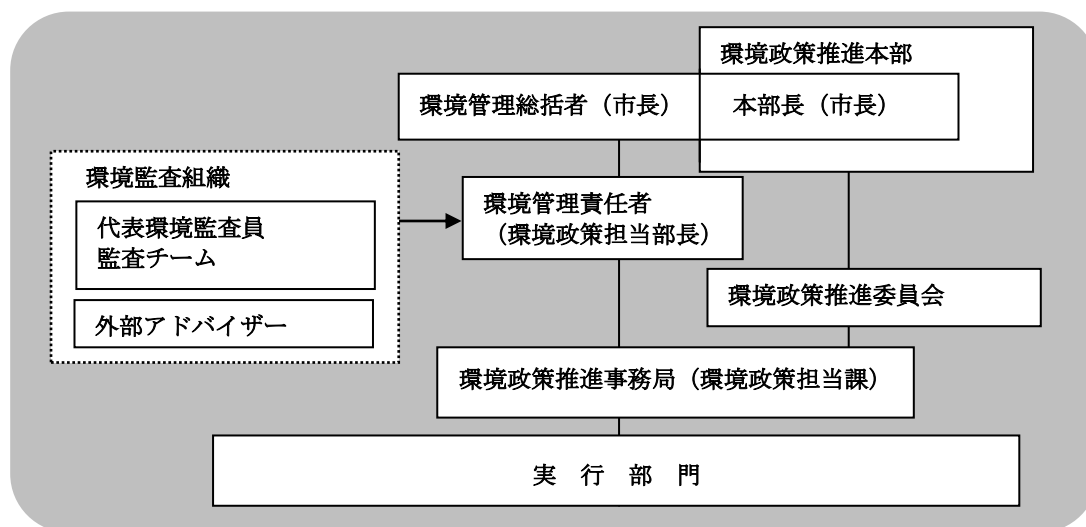 環境政策推進本部
環境管理総括者（市長）
本部長（市長）
環境監査組織
代表環境監査員
監査チーム
外部アドバイザー
環境管理責任者
（環境政策担当部長）
環境政策推進委員会
環境政策推進事務局（環境政策担当課）
実 行 部 門